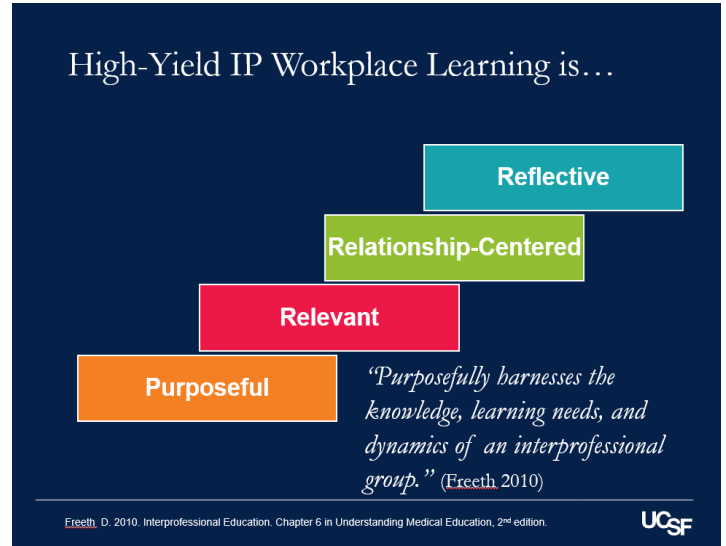 High-Yield IP Workplace Learning is…
Reflective
Relationship-Centered
Relevant
Purposeful
“Purposefully harnesses the
knowledge, learning needs, and
dynamics of an interprofessional
group.” (Freeth 2010)
Freeth D. 2010. Interprofessional Education. Chapter 6 in Understanding Medical Education, 2nd edition.
UCSF